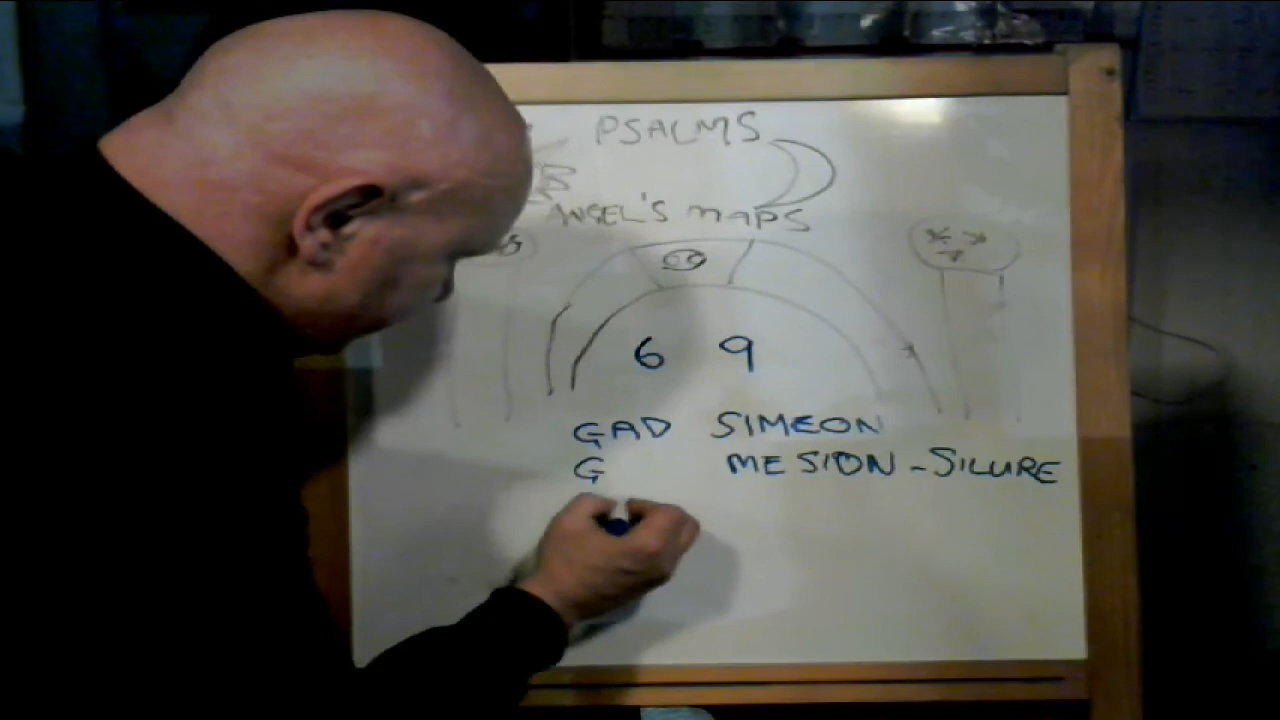 PSALMS
ANGEL'S MAPS
6 9
GAD SIMEON
G MESION - SILURE